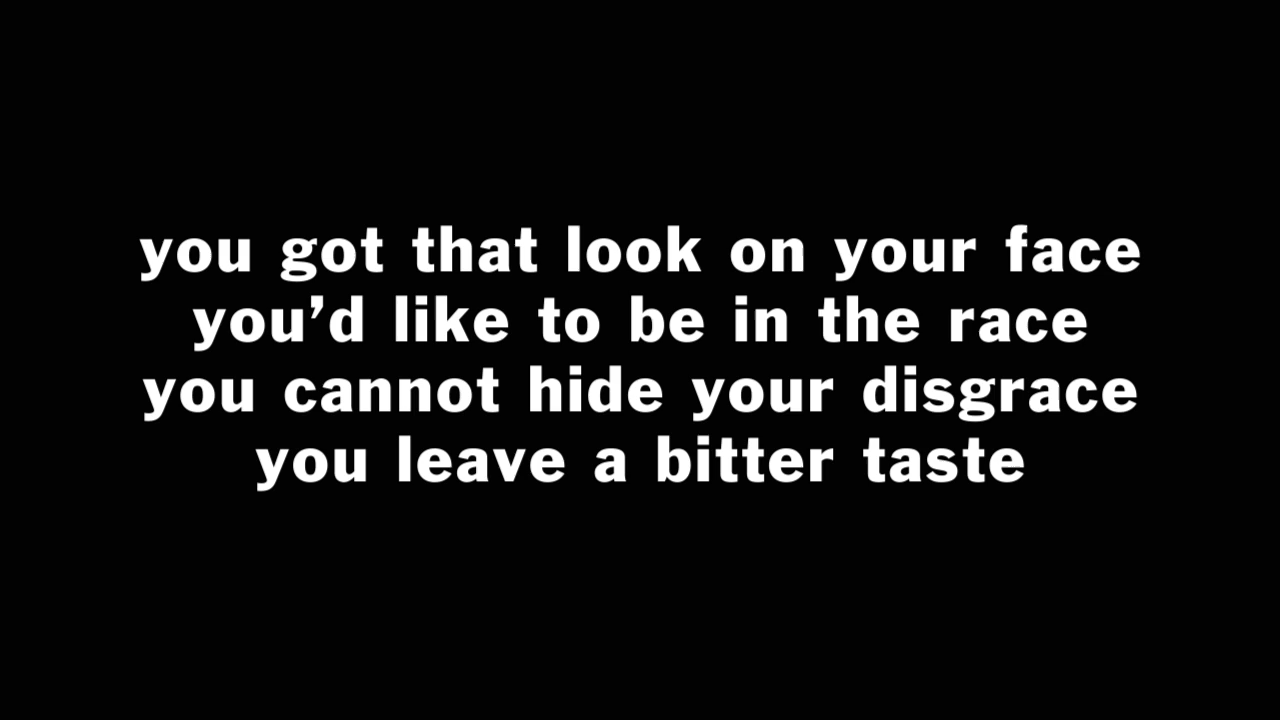 you got that look on your face
you’d like to be in the race
you cannot hide your disgrace
you leave a bitter taste